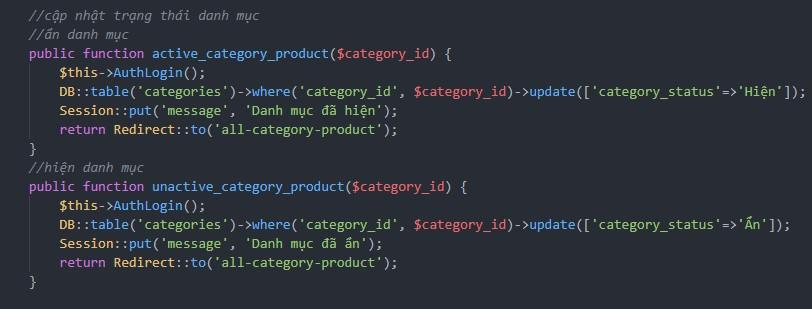 //cập nhật trạng thái danh mục
//ẩn danh mục
public function active_category_product($category_id) {
    $this->AuthLogin();
    DB::table('categories')->where('category_id', $category_id)->update(['category_status'=>'Hiện']);
    Session::put('message', 'Danh mục đã hiện');
    return Redirect::to('all-category-product');
}
//hiện danh mục
public function unactive_category_product($category_id) {
    $this->AuthLogin();
    DB::table('categories')->where('category_id', $category_id)->update(['category_status'=>'Ẩn']);
    Session::put('message', 'Danh mục đã ẩn');
    return Redirect::to('all-category-product');
}